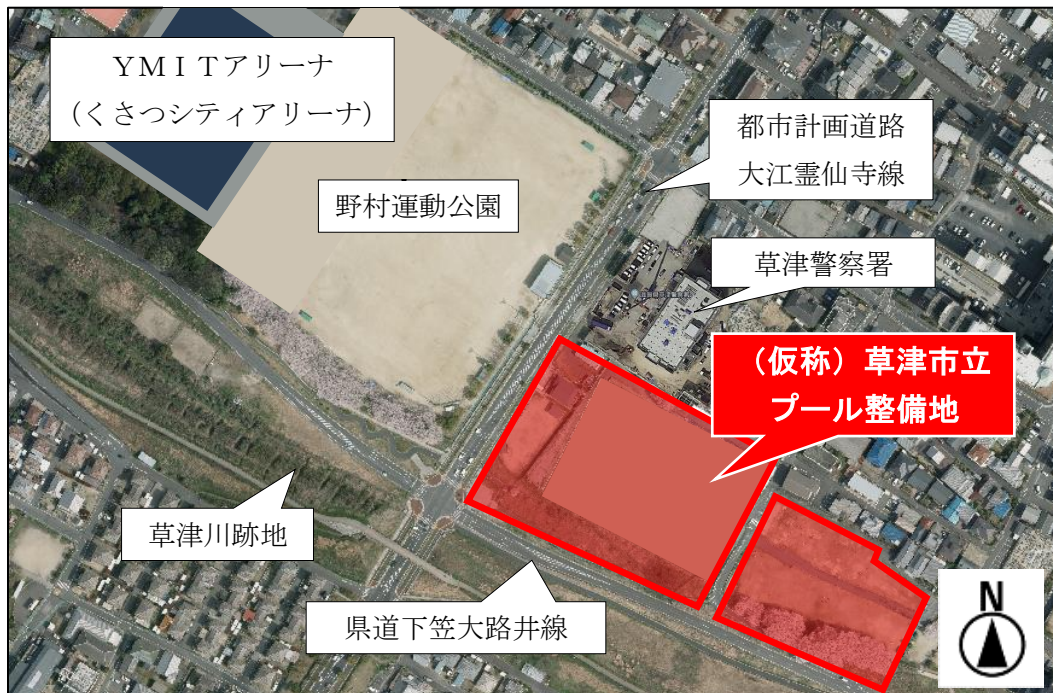 ＹＭＩＴアリーナ
（くさつシティアリーナ）
都市計画道路
大江霊仙寺線
野村運動公園
草津警察署
（仮称）草津市立
プール整備地
草津川跡地
県道下笠大路井線
N